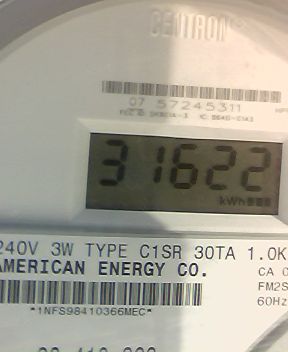 CENTRON®
07 57245311
31622
kWh
240V 3W TYPE C1SR 30TA 1.0K
AMERICAN ENERGY CO.
CA
FM2S
60Hz
*1NFS98410366MEC*